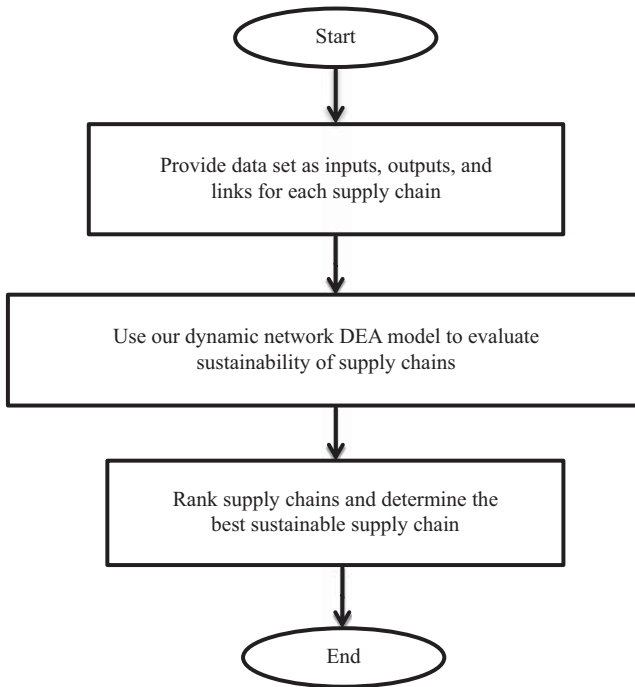 Start
Provide data set as inputs, outputs, and
links for each supply chain
Use our dynamic network DEA model to evaluate
sustainability of supply chains
Rank supply chains and determine the
best sustainable supply chain
End